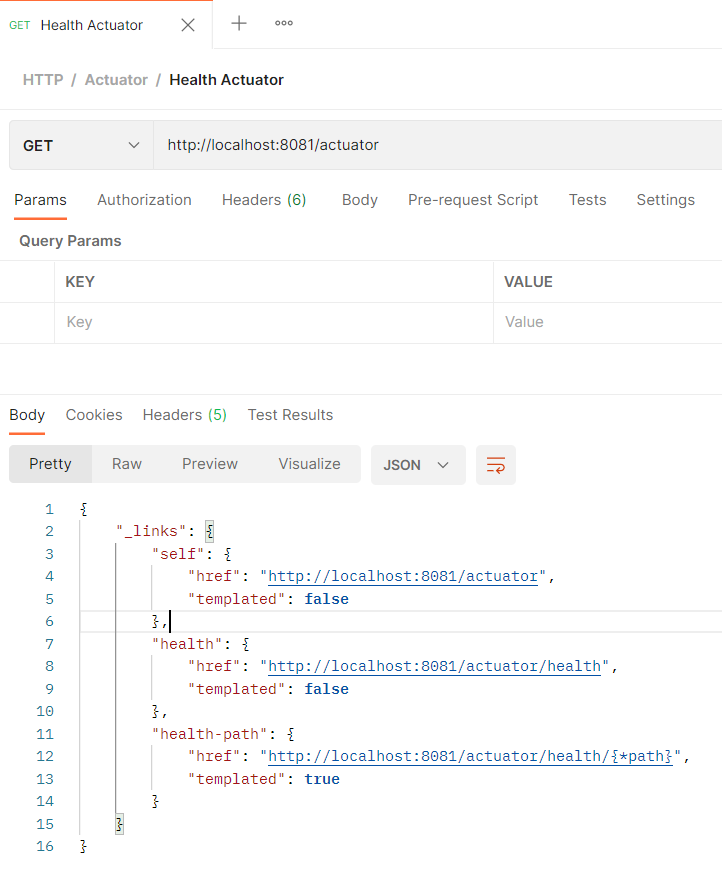 GET Health Actuator
HTTP / Actuator / Health Actuator
GET http://localhost:8081/actuator
Params Authorization Headers (6) Body Pre-request Script Tests Settings
Query Params
KEY VALUE
Key Value
Body Cookies Headers (5) Test Results
Pretty Raw Preview Visualize JSON
1 {
2 "_links": {
3 "self": {
4 "href": "http://localhost:8081/actuator",
5 "templated": false
6 },
7 "health": {
8 "href": "http://localhost:8081/actuator/health",
9 "templated": false
10 },
11 "health-path": {
12 "href": "http://localhost:8081/actuator/health/{*path}",
13 "templated": true
14 }
15 }
16 }